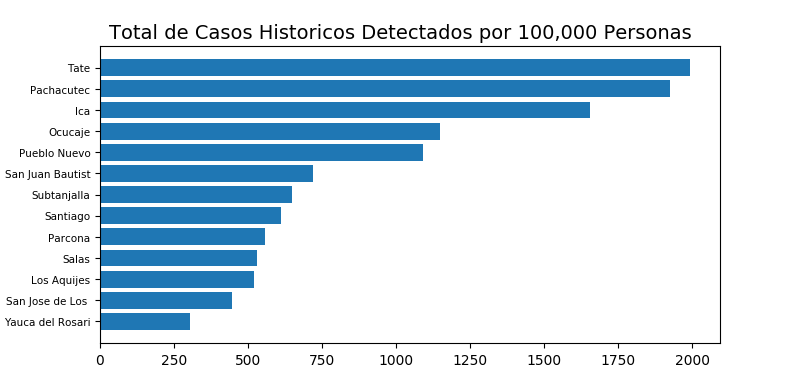 Total de Casos Historicos Detectados por 100,000 Personas
Tate
Pachacutec
Ica
Ocucaje
Pueblo Nuevo
San Juan Bautist
Subtanjalla
Santiago
Parcona
Salas
Los Aquijes
San Jose de Los
Yauca del Rosari
0 250 500 750 1000 1250 1500 1750 2000